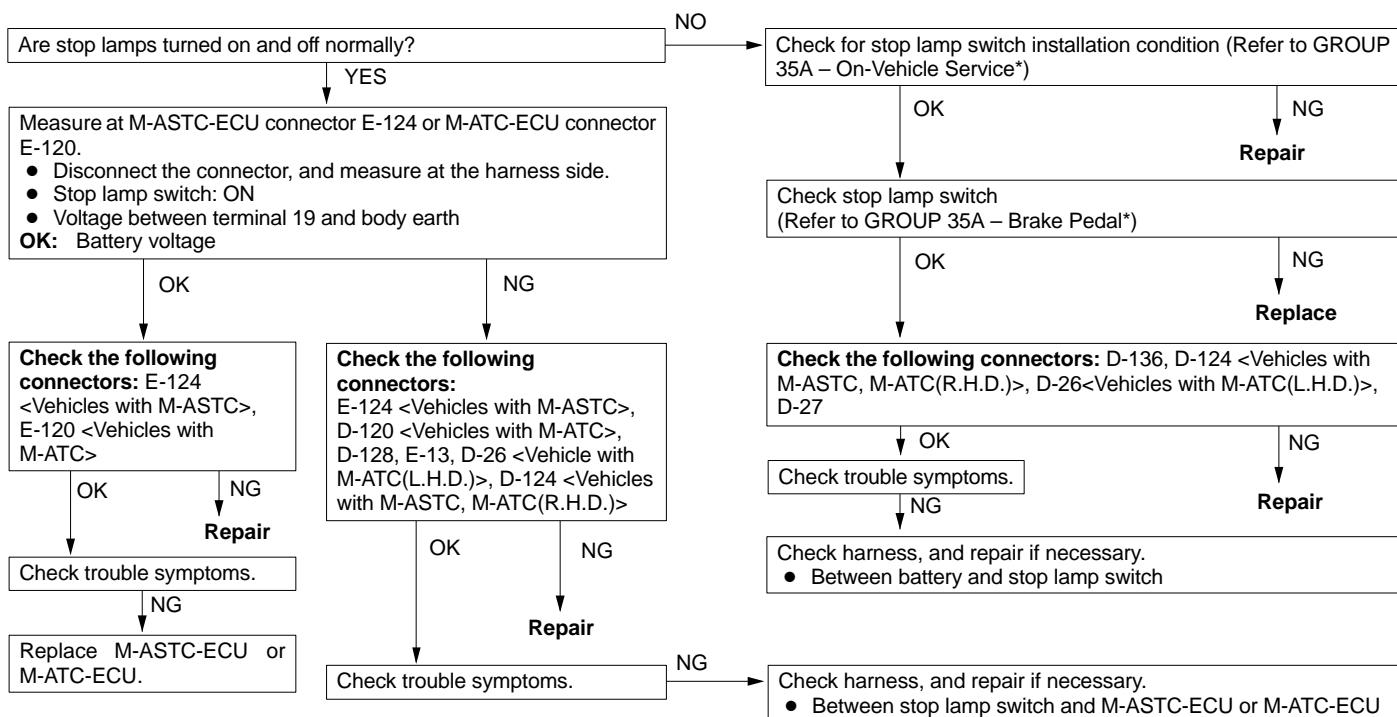 Are stop lamps turned on and off normally?
NO
YES
Measure at M-ASTC-ECU connector E-124 or M-ATC-ECU connector
E-120.
● Disconnect the connector, and measure at the harness side.
● Stop lamp switch: ON
● Voltage between terminal 19 and body earth
OK: Battery voltage
OK
NG
Check the following
connectors: E-124
<Vehicles with M-ASTC>,
E-120 <Vehicles with
M-ATC>
OK
NG
Repair
Check trouble symptoms.
NG
Replace M-ASTC-ECU or
M-ATC-ECU.
Check the following
connectors:
E-124 <Vehicles with M-ASTC>,
D-120 <Vehicles with M-ATC>,
D-128, E-13, D-26 <Vehicle with
M-ATC(L.H.D.)>, D-124 <Vehicles
with M-ASTC, M-ATC(R.H.D.)>
OK
NG
Repair
Check trouble symptoms.
NG
Check harness, and repair if necessary.
● Between stop lamp switch and M-ASTC-ECU or M-ATC-ECU
Check for stop lamp switch installation condition (Refer to GROUP
35A – On-Vehicle Service*)
OK
NG
Repair
Check stop lamp switch
(Refer to GROUP 35A – Brake Pedal*)
OK
NG
Replace
Check the following connectors: D-136, D-124 <Vehicles with
M-ASTC, M-ATC(R.H.D.)>, D-26<Vehicles with M-ATC(L.H.D.)>,
D-27
OK
NG
Repair
Check trouble symptoms.
NG
Check harness, and repair if necessary.
● Between battery and stop lamp switch